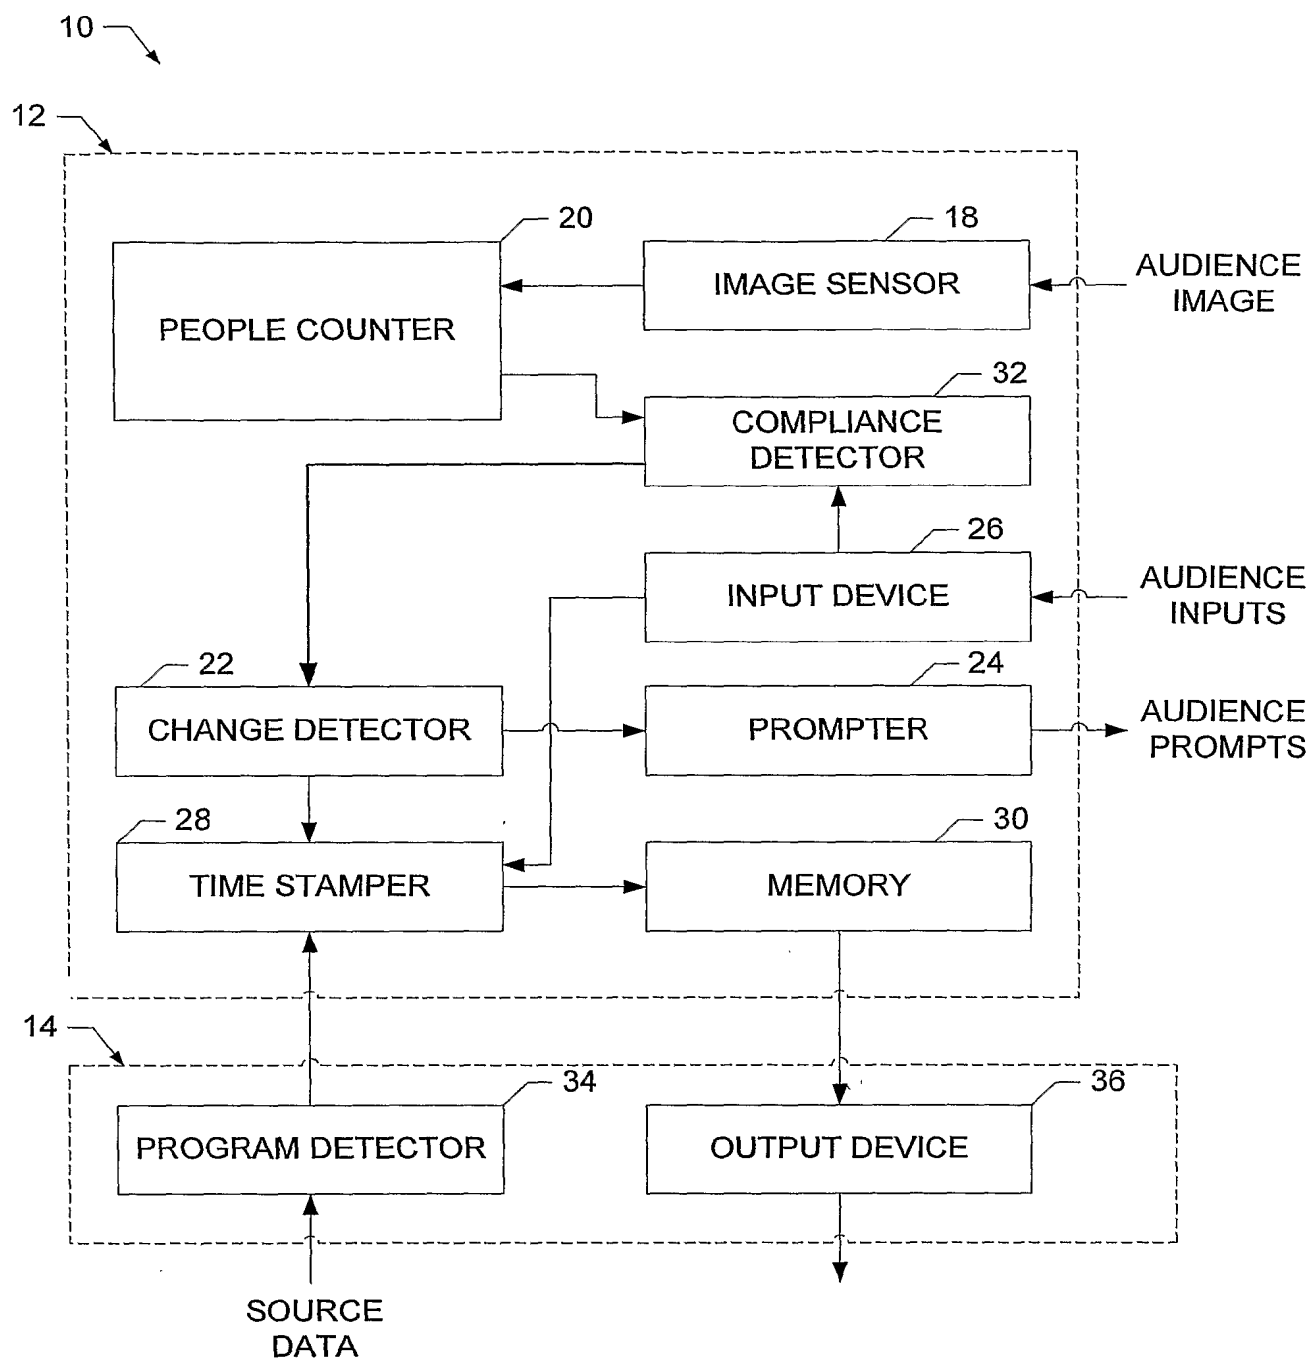 10
12
20
18
IMAGE SENSOR
AUDIENCE
IMAGE
PEOPLE COUNTER
32
COMPLIANCE
DETECTOR
26
INPUT DEVICE
AUDIENCE
INPUTS
22
24
CHANGE DETECTOR
PROMPTER
AUDIENCE
PROMPTS
28
30
TIME STAMPER
MEMORY
14
34
36
PROGRAM DETECTOR
OUTPUT DEVICE
SOURCE
DATA